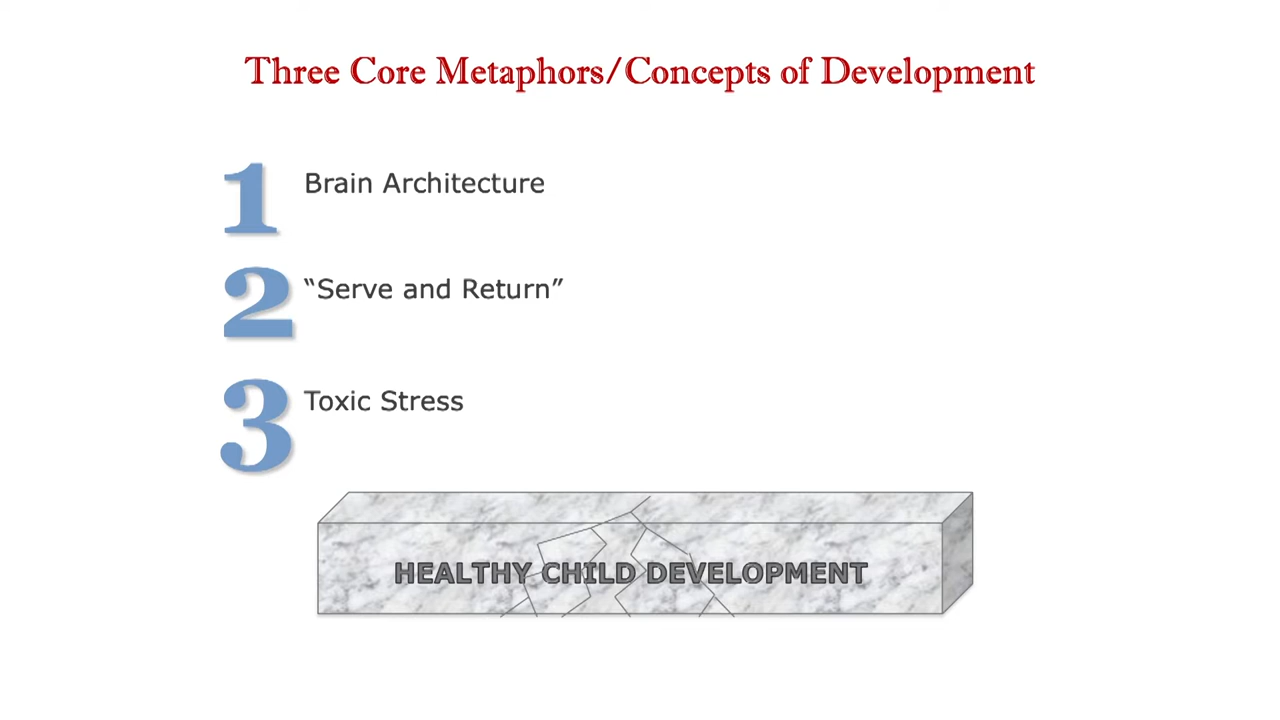 Three Core Metaphors/Concepts of Development
1 Brain Architecture
2 “Serve and Return”
3 Toxic Stress
HEALTHY CHILD DEVELOPMENT